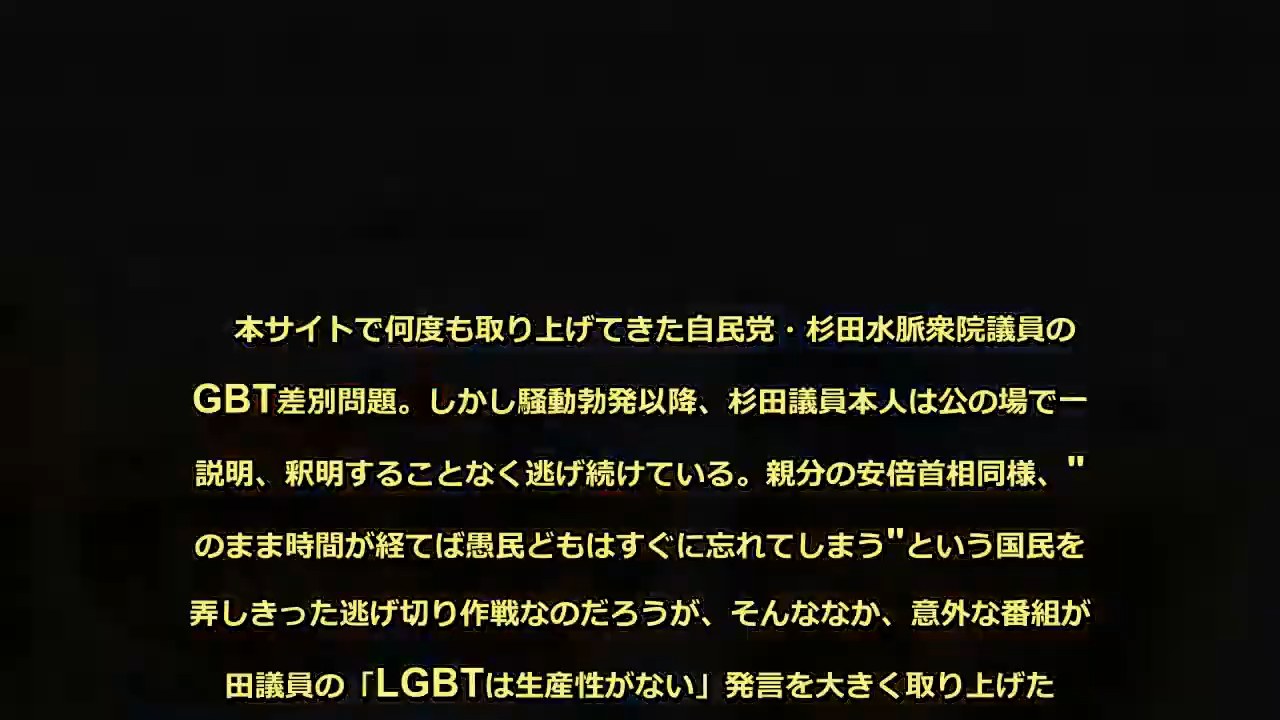 本サイトで何度も取り上げてきた自民党・杉田水脈衆院議員の
GBT差別問題。しかし騒動勃発以降、杉田議員本人は公の場で一
説明、釈明することなく逃げ続けている。親分の安倍首相同様、"
のまま時間が経てば愚民どもはすぐに忘れてしまう"という国民を
弄しきった逃げ切り作戦なのだろうが、そんななか、意外な番組が
田議員の「LGBTは生産性がない」発言を大きく取り上げた